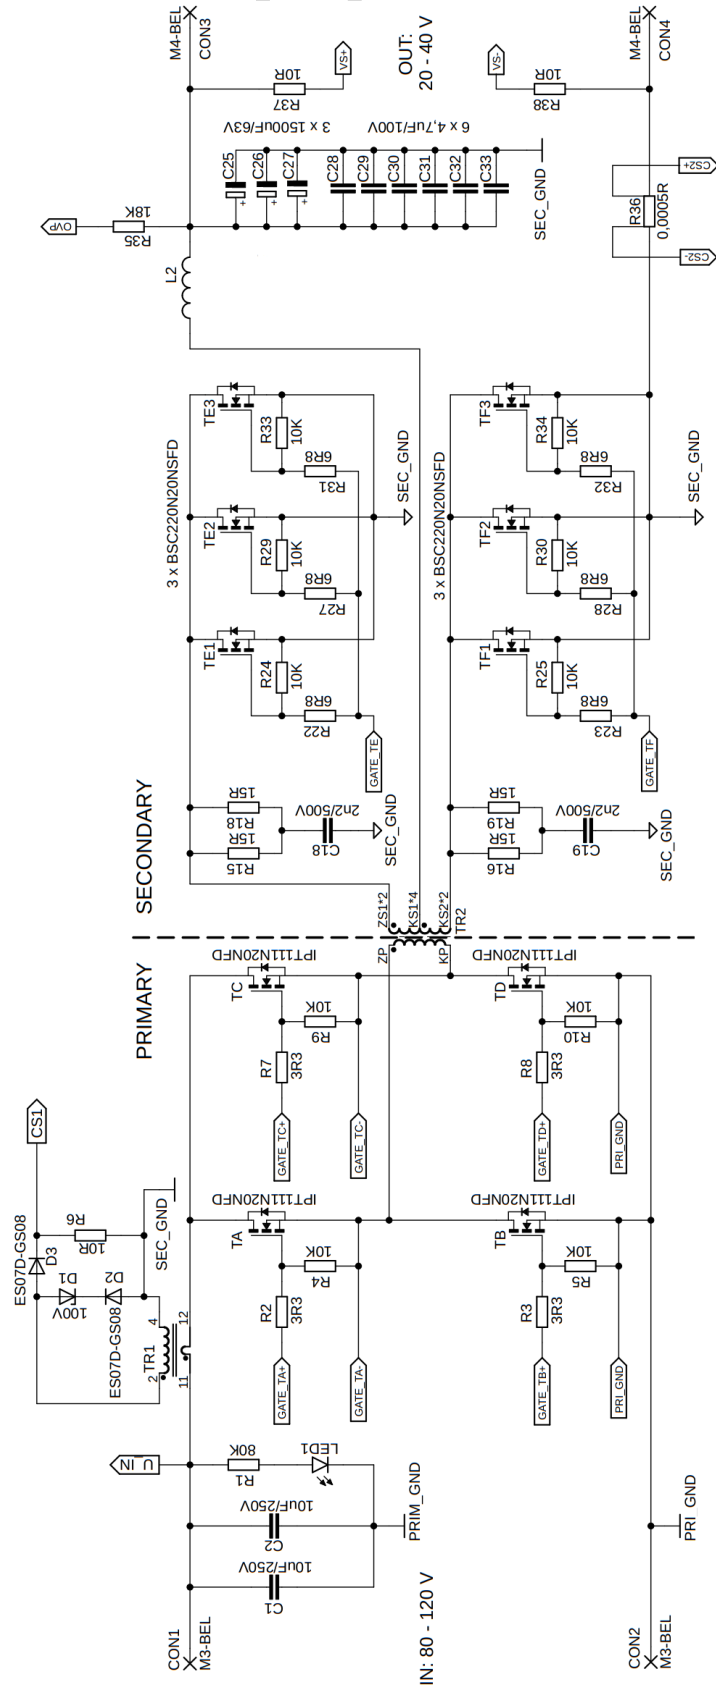 M4-BEL
CON3
M4-BEL
CON4
OUT:
20 - 40 V
10R
R37
VS+
VS-
10R
R38
3 x 1500uF/63V
6 x 4,7uF/100V
C25
C26
C27
C28
C29
C30
C31
C32
C33
+
+
+
SEC_GND
CS2+
R36
0,0005R
CS2-
OVP
18K
R35
L2
TE3
R33
10K
6R8
R31
TF3
R34
10K
6R8
R32
3 x BSC220N20NSFD
SEC_GND
3 x BSC220N20NSFD
SEC_GND
TE2
R29
10K
6R8
R27
TF2
R30
10K
6R8
R28
TE1
R24
10K
6R8
R22
TF1
R25
10K
6R8
R23
GATE_TE
GATE_TF
SECONDARY
15R
R18
15R
R15
2n2/500V
C18
SEC_GND
15R
R19
15R
R16
2n2/500V
C19
SEC_GND
ZS1*2
KS1*4
KS2*2
TR2
ZP
KP
PRIMARY
IPT111N20NFD
TC
10K
R9
R7
3R3
GATE_TC+
GATE_TC-
IPT111N20NFD
TD
10K
R10
R8
3R3
GATE_TD+
PRI_GND
CS1
R6
10R
SEC_GND
ES07D-GS08
D3
D1
100V
D2
ES07D-GS08
4
2
TR1
12
11
IPT111N20NFD
TA
10K
R4
R2
3R3
GATE_TA+
GATE_TA-
IPT111N20NFD
TB
10K
R5
R3
3R3
GATE_TB+
PRI_GND
U_IN
80K
R1
LED1
10uF/250V
C2
10uF/250V
C1
PRIM_GND
PRI_GND
IN: 80 - 120 V
CON1
M3-BEL
CON2
M3-BEL